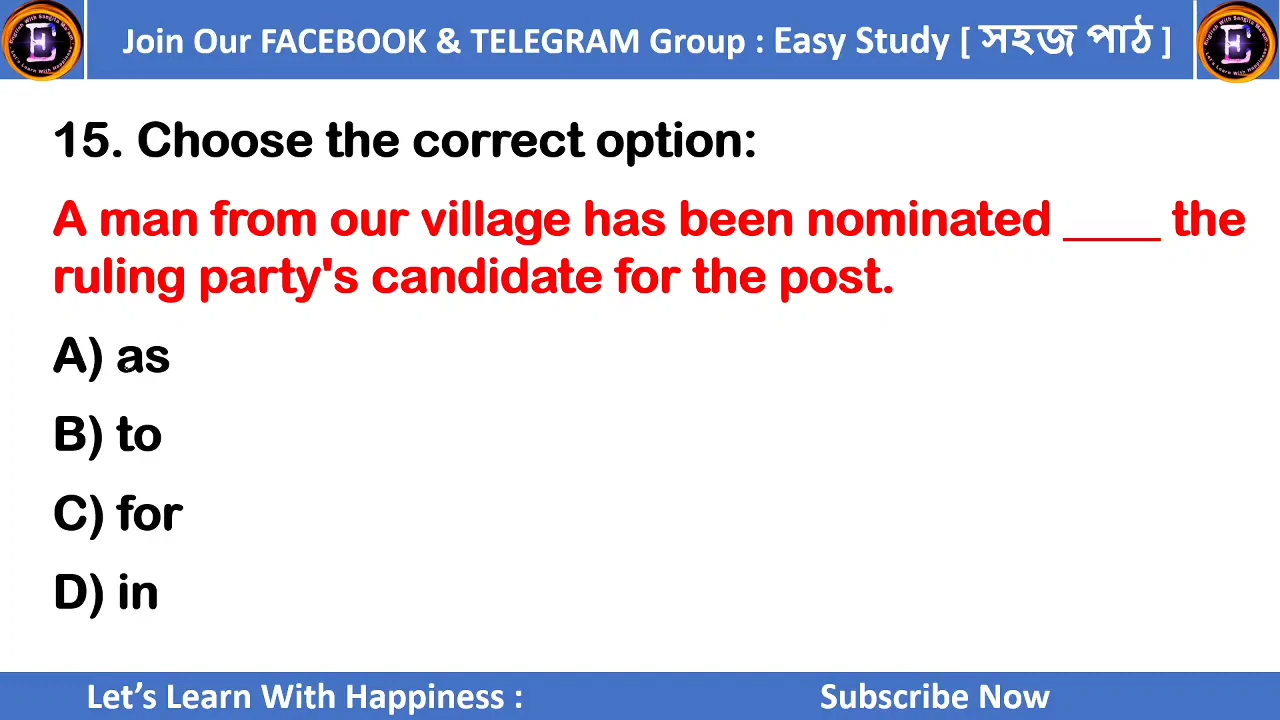 Join Our FACEBOOK & TELEGRAM Group : Easy Study [ সহজ পাঠ ]
15. Choose the correct option:
A man from our village has been nominated ____ the
ruling party's candidate for the post.
A) as
B) to
C) for
D) in
Let’s Learn With Happiness :
Subscribe Now